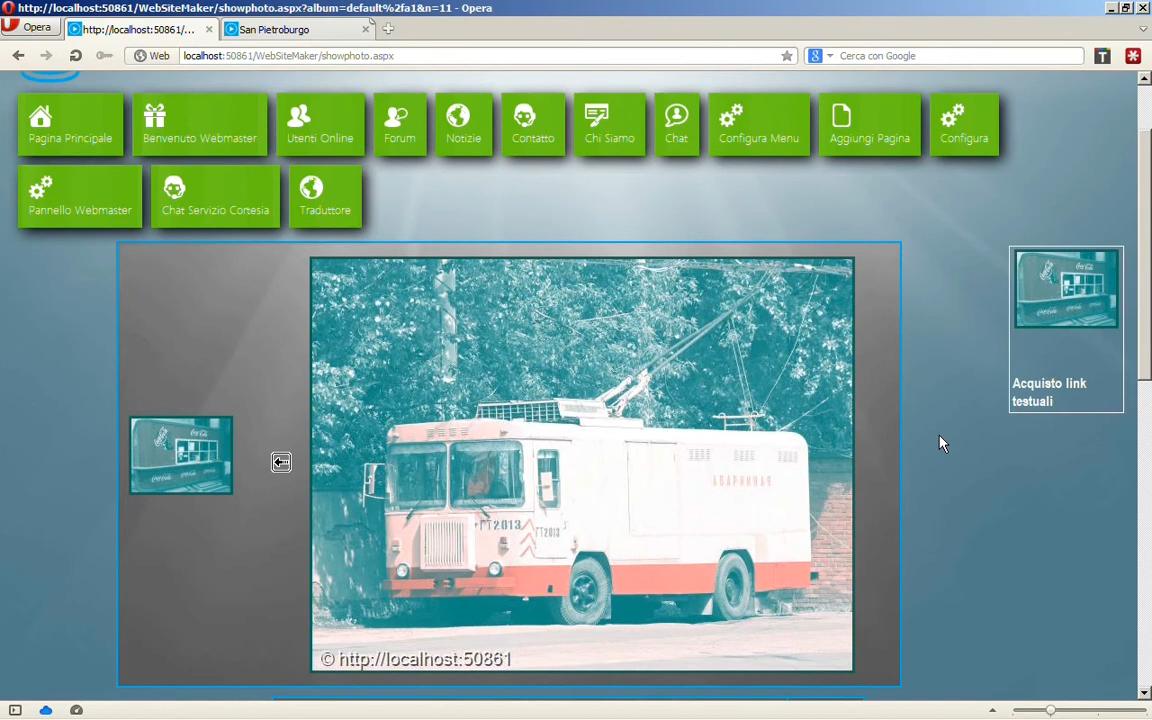 http://localhost:50861/WebSiteMaker/showphoto.aspx?album=default%2fa1&n=11 - Opera
Opera
http://localhost:50861/...
San Pietroburgo
Web
localhost:50861/WebSiteMaker/showphoto.aspx
Cerca con Google
Pagina Principale
Benvenuto Webmaster
Utenti Online
Forum
Notizie
Contatto
Chi Siamo
Chat
Configura Menu
Aggiungi Pagina
Configura
Pannello Webmaster
Chat Servizio Cortesia
Traduttore
Coca-Cola
Acquisto link
testuali
АВАРИЙНАЯ
ГТ2013
ГТ2013
© http://localhost:50861